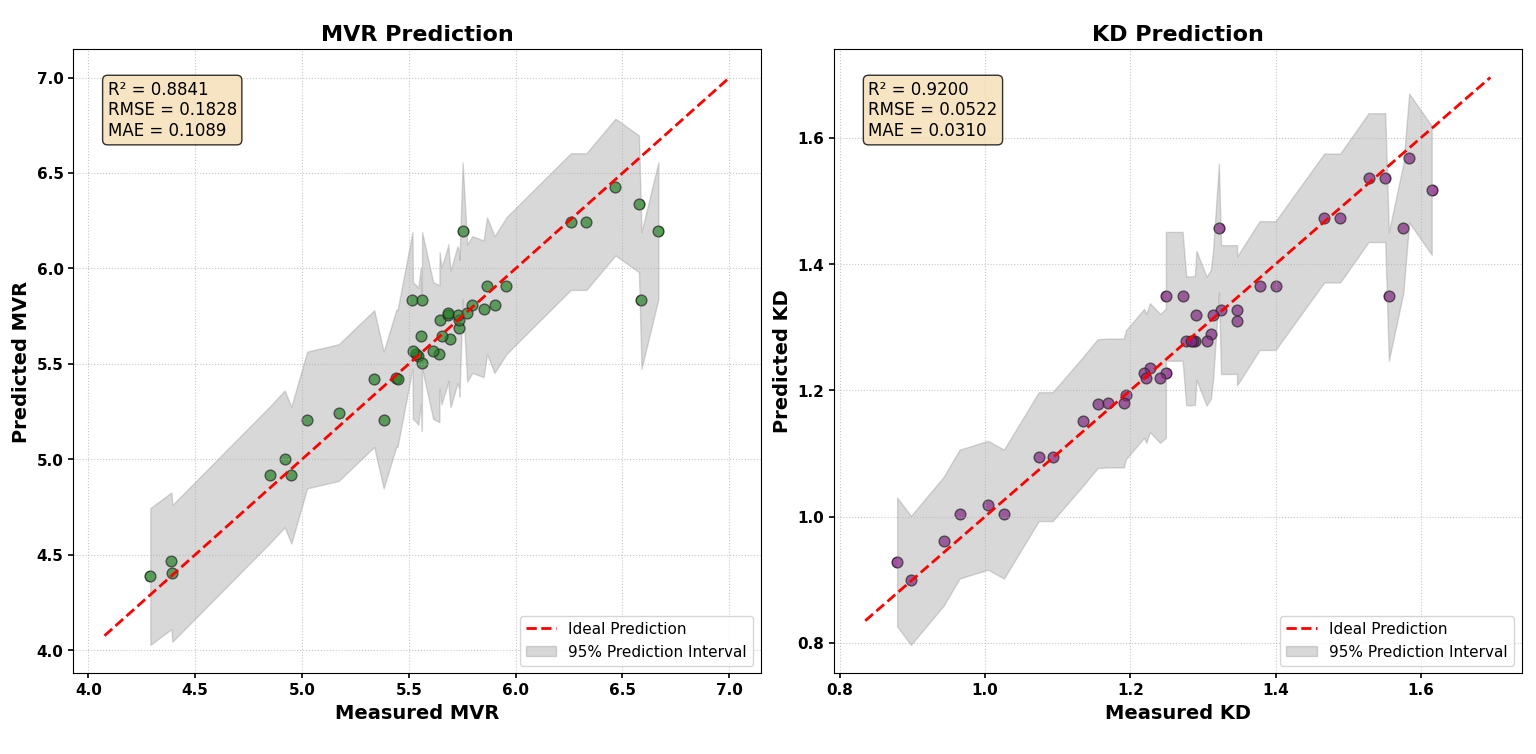 MVR Prediction
R² = 0.8841
RMSE = 0.1828
MAE = 0.1089
7.0
6.5
6.0
5.5
5.0
4.5
4.0
Predicted MVR
4.0 4.5 5.0 5.5 6.0 6.5 7.0
Measured MVR
Ideal Prediction
95% Prediction Interval
KD Prediction
R² = 0.9200
RMSE = 0.0522
MAE = 0.0310
1.6
1.4
1.2
1.0
0.8
Predicted KD
0.8 1.0 1.2 1.4 1.6
Measured KD
Ideal Prediction
95% Prediction Interval